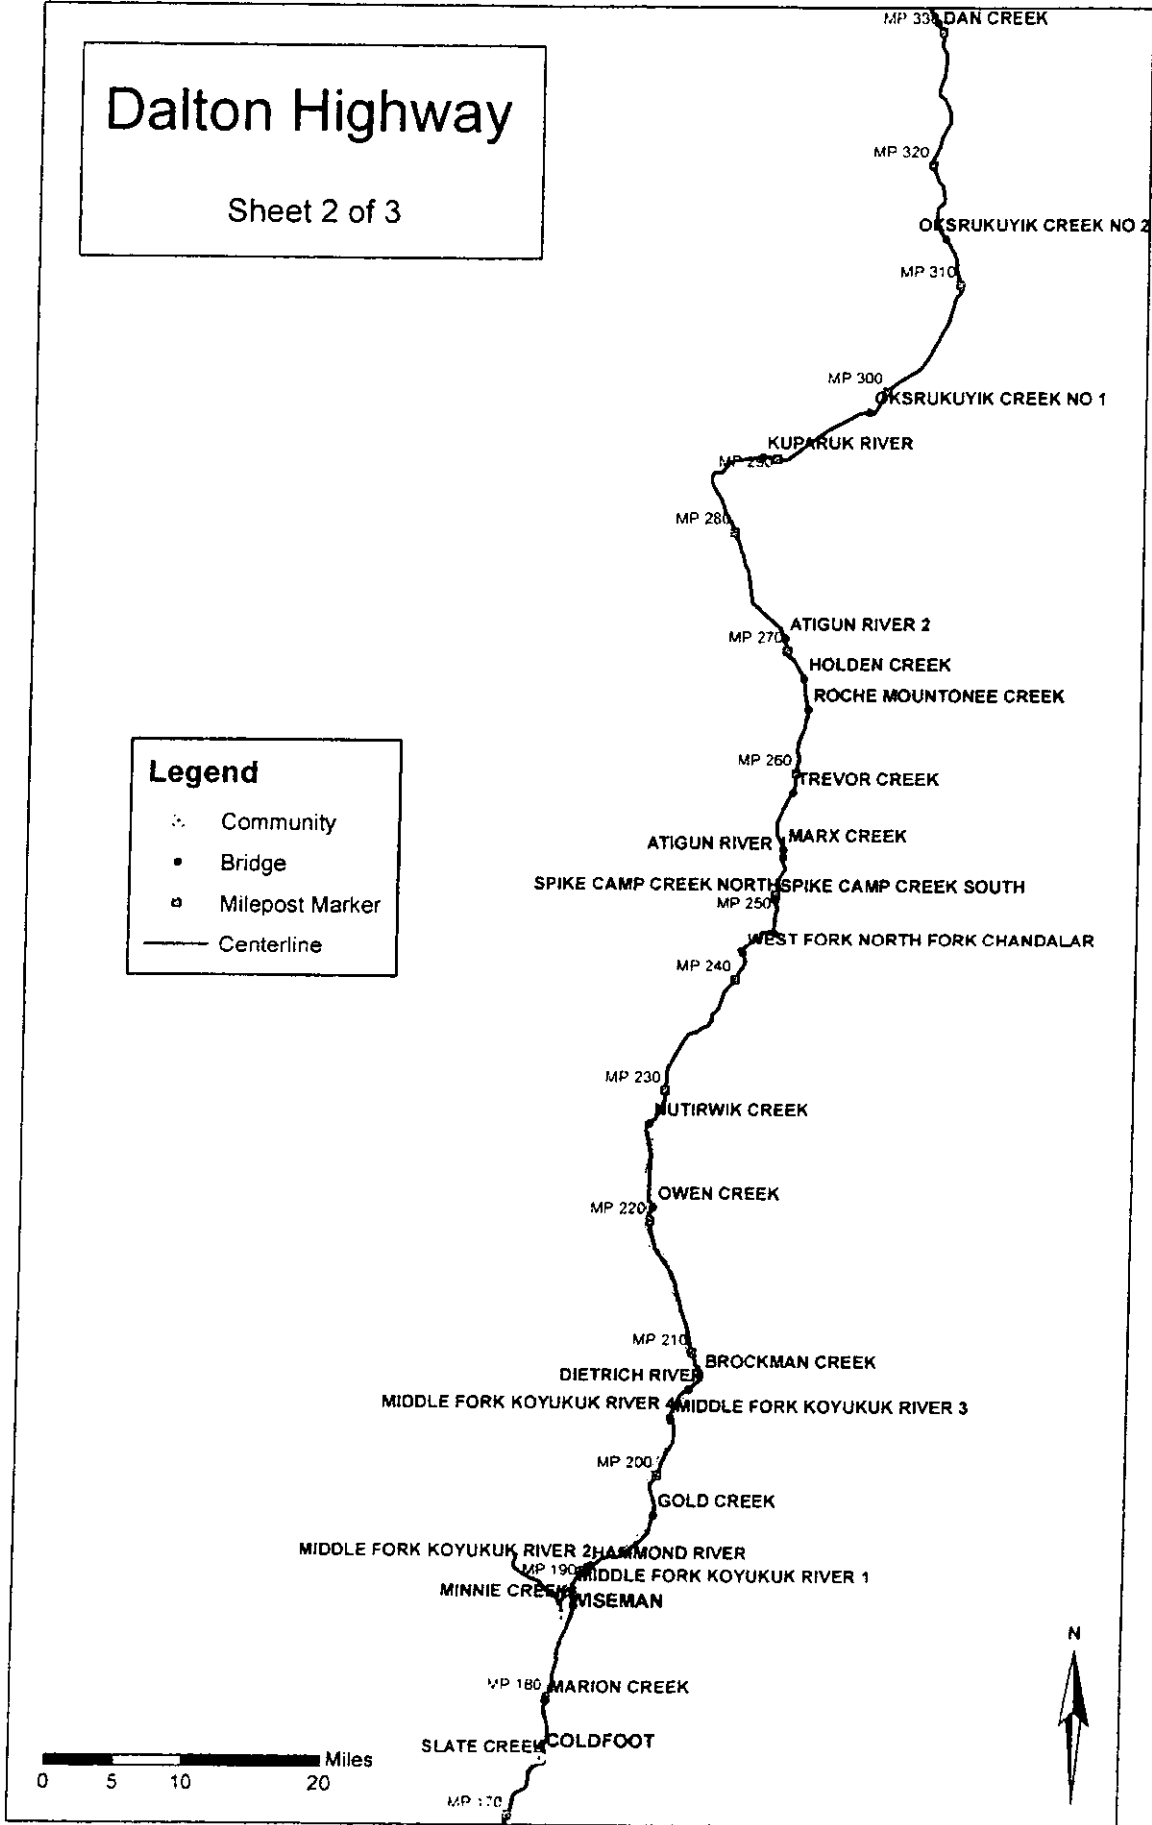 MP 330 DAN CREEK
Dalton Highway
Sheet 2 of 3
MP 320
OKSRUKUYIK CREEK NO 2
MP 310
MP 300
OKSRUKUYIK CREEK NO 1
KUPARUK RIVER
MP 290
MP 280
ATIGUN RIVER 2
MP 270
HOLDEN CREEK
ROCHE MOUNTONEE CREEK
MP 260
TREVOR CREEK
Legend
Community
Bridge
Milepost Marker
Centerline
MARX CREEK
ATIGUN RIVER
SPIKE CAMP CREEK NORTH SPIKE CAMP CREEK SOUTH
MP 250
WEST FORK NORTH FORK CHANDALAR
MP 240
MP 230
NUTIRWIK CREEK
OWEN CREEK
MP 220
MP 210
BROCKMAN CREEK
DIETRICH RIVER
MIDDLE FORK KOYUKUK RIVER 4 MIDDLE FORK KOYUKUK RIVER 3
MP 200
GOLD CREEK
MIDDLE FORK KOYUKUK RIVER 2 HAMMOND RIVER
MP 190
MIDDLE FORK KOYUKUK RIVER 1
MINNIE CREEK
WISEMAN
N
MP 180 MARION CREEK
SLATE CREEK COLDFOOT
Miles
0 5 10 20
MP 170